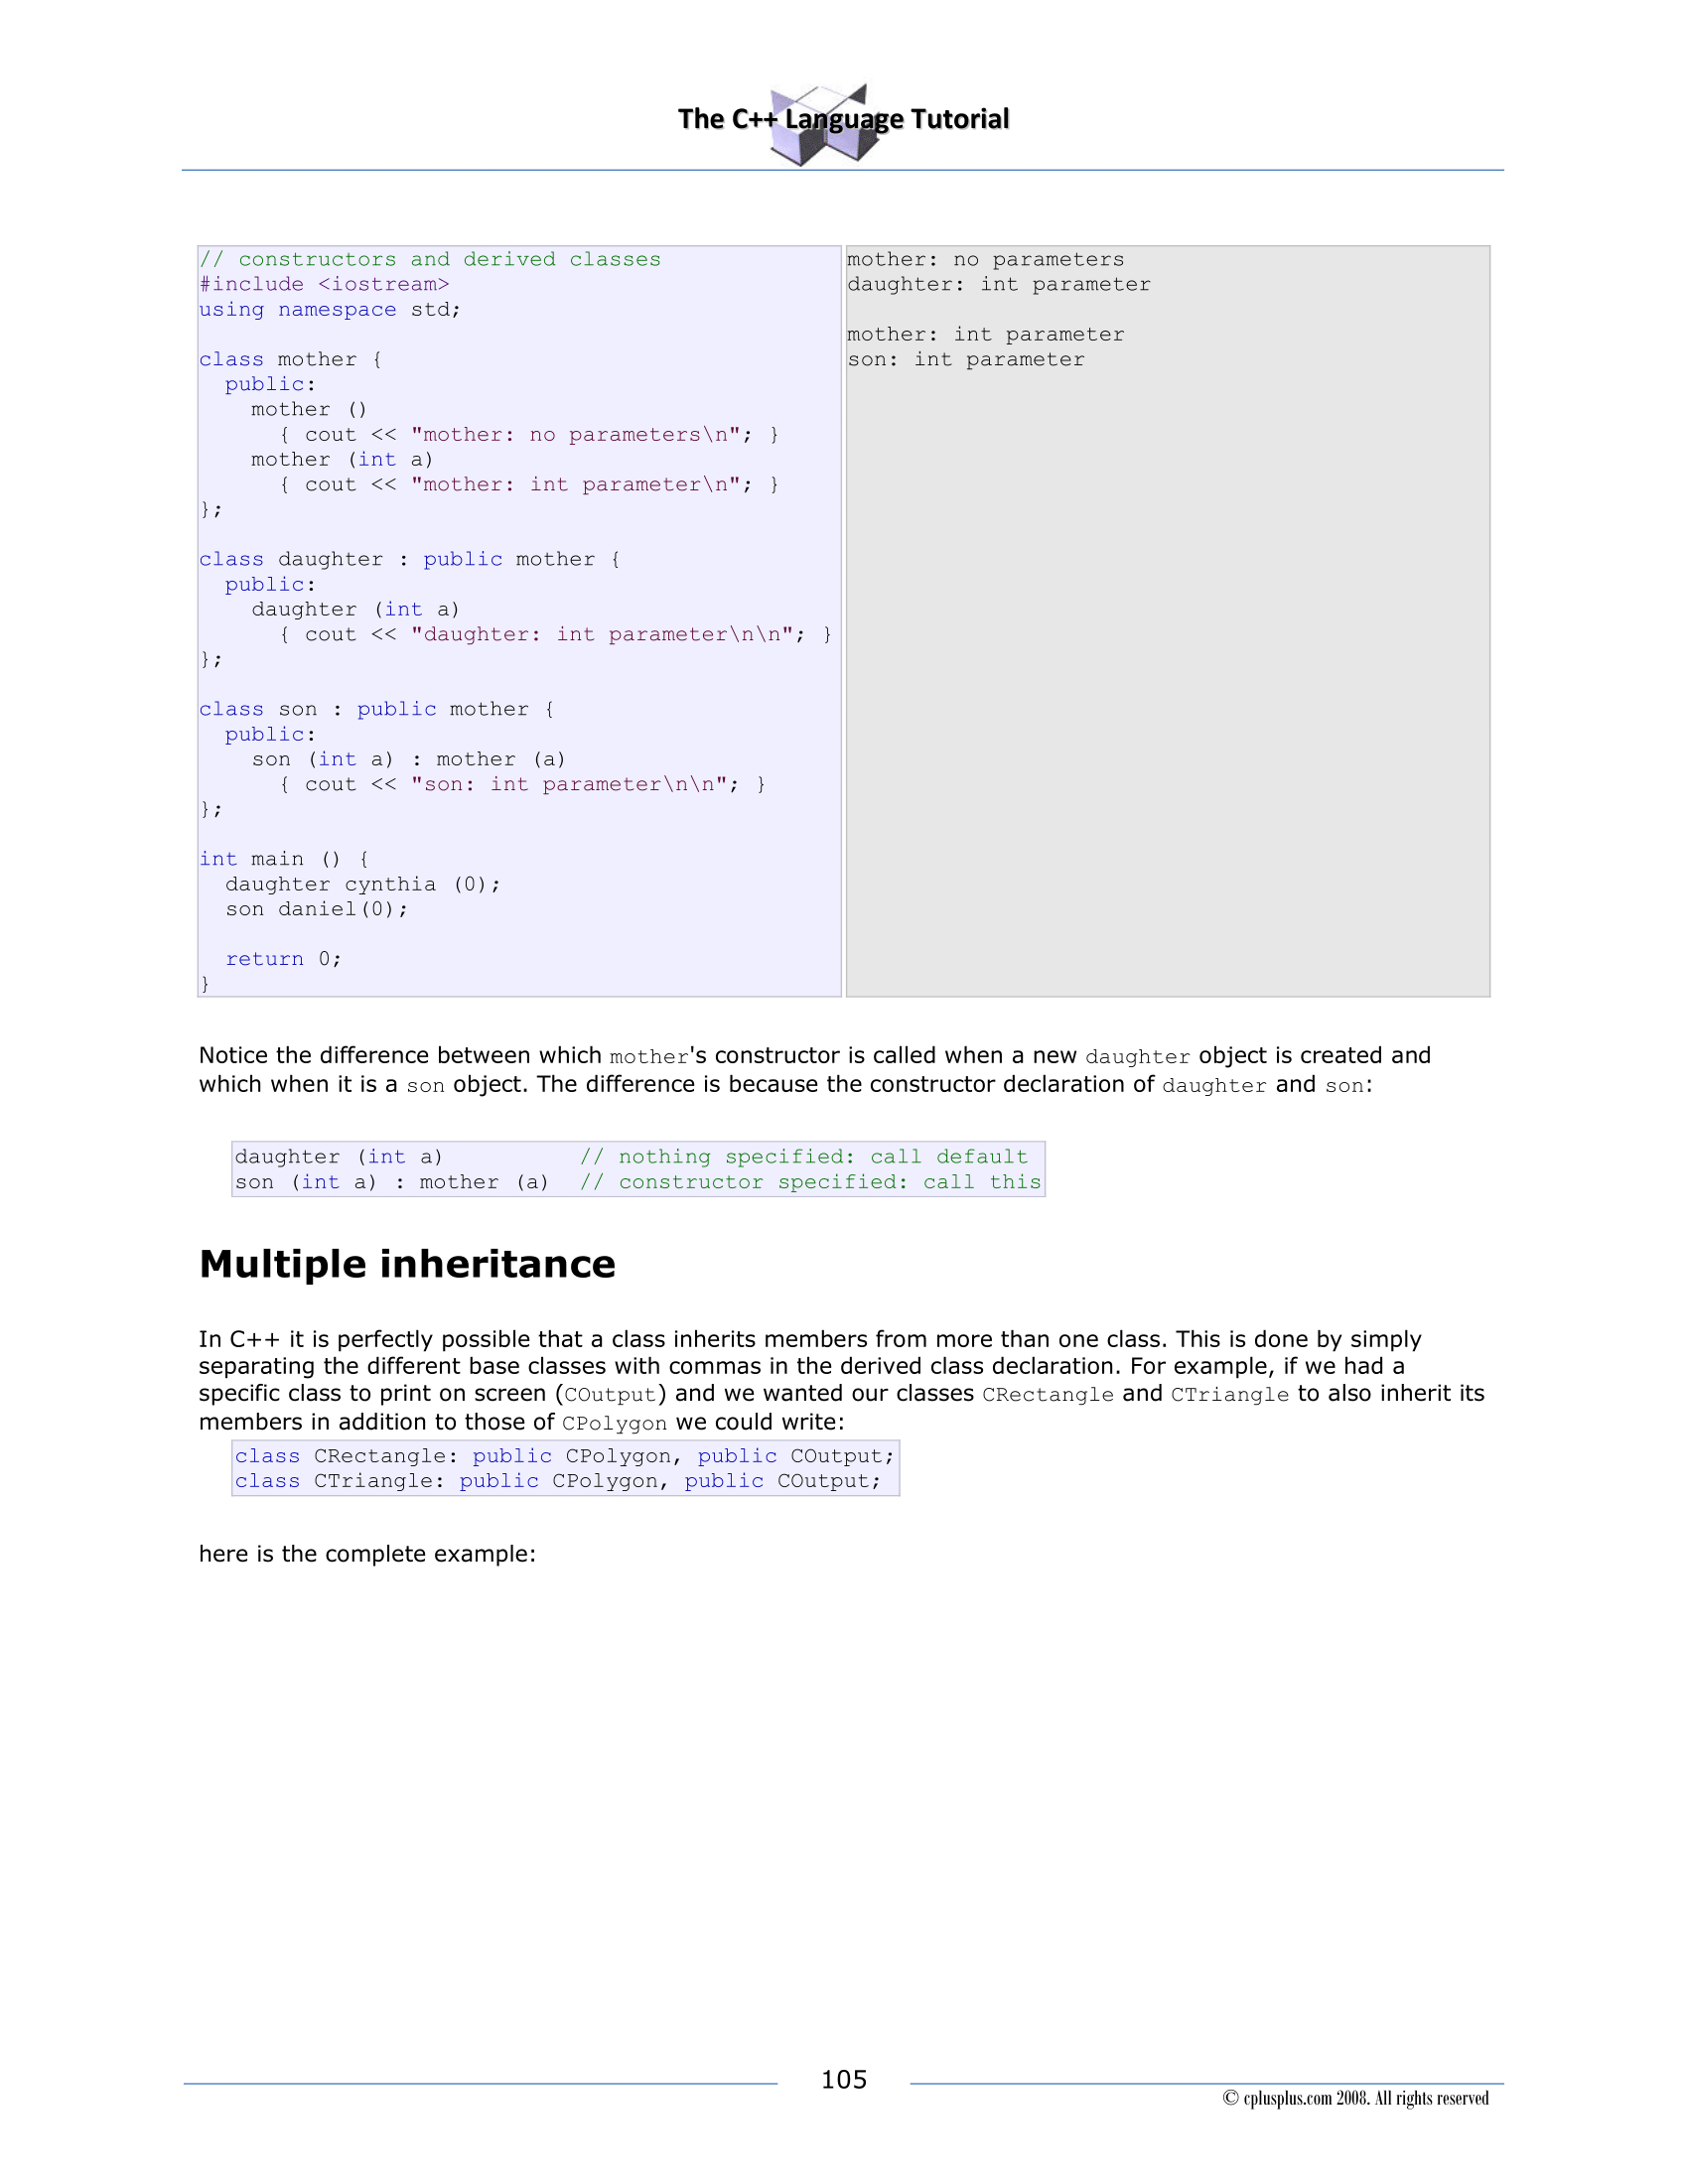 The C++ Language Tutorial
// constructors and derived classes
#include <iostream>
using namespace std;

class mother {
  public:
    mother ()
      { cout << "mother: no parameters\n"; }
    mother (int a)
      { cout << "mother: int parameter\n"; }
};

class daughter : public mother {
  public:
    daughter (int a)
      { cout << "daughter: int parameter\n\n"; }
};

class son : public mother {
  public:
    son (int a) : mother (a)
      { cout << "son: int parameter\n\n"; }
};

int main () {
  daughter cynthia (0);
  son daniel(0);

  return 0;
}
mother: no parameters
daughter: int parameter

mother: int parameter
son: int parameter
Notice the difference between which mother's constructor is called when a new daughter object is created and
which when it is a son object. The difference is because the constructor declaration of daughter and son:
daughter (int a)          // nothing specified: call default
son (int a) : mother (a)  // constructor specified: call this
Multiple inheritance
In C++ it is perfectly possible that a class inherits members from more than one class. This is done by simply
separating the different base classes with commas in the derived class declaration. For example, if we had a
specific class to print on screen (COutput) and we wanted our classes CRectangle and CTriangle to also inherit its
members in addition to those of CPolygon we could write:
class CRectangle: public CPolygon, public COutput;
class CTriangle: public CPolygon, public COutput;
here is the complete example:
105
© cplusplus.com 2008. All rights reserved